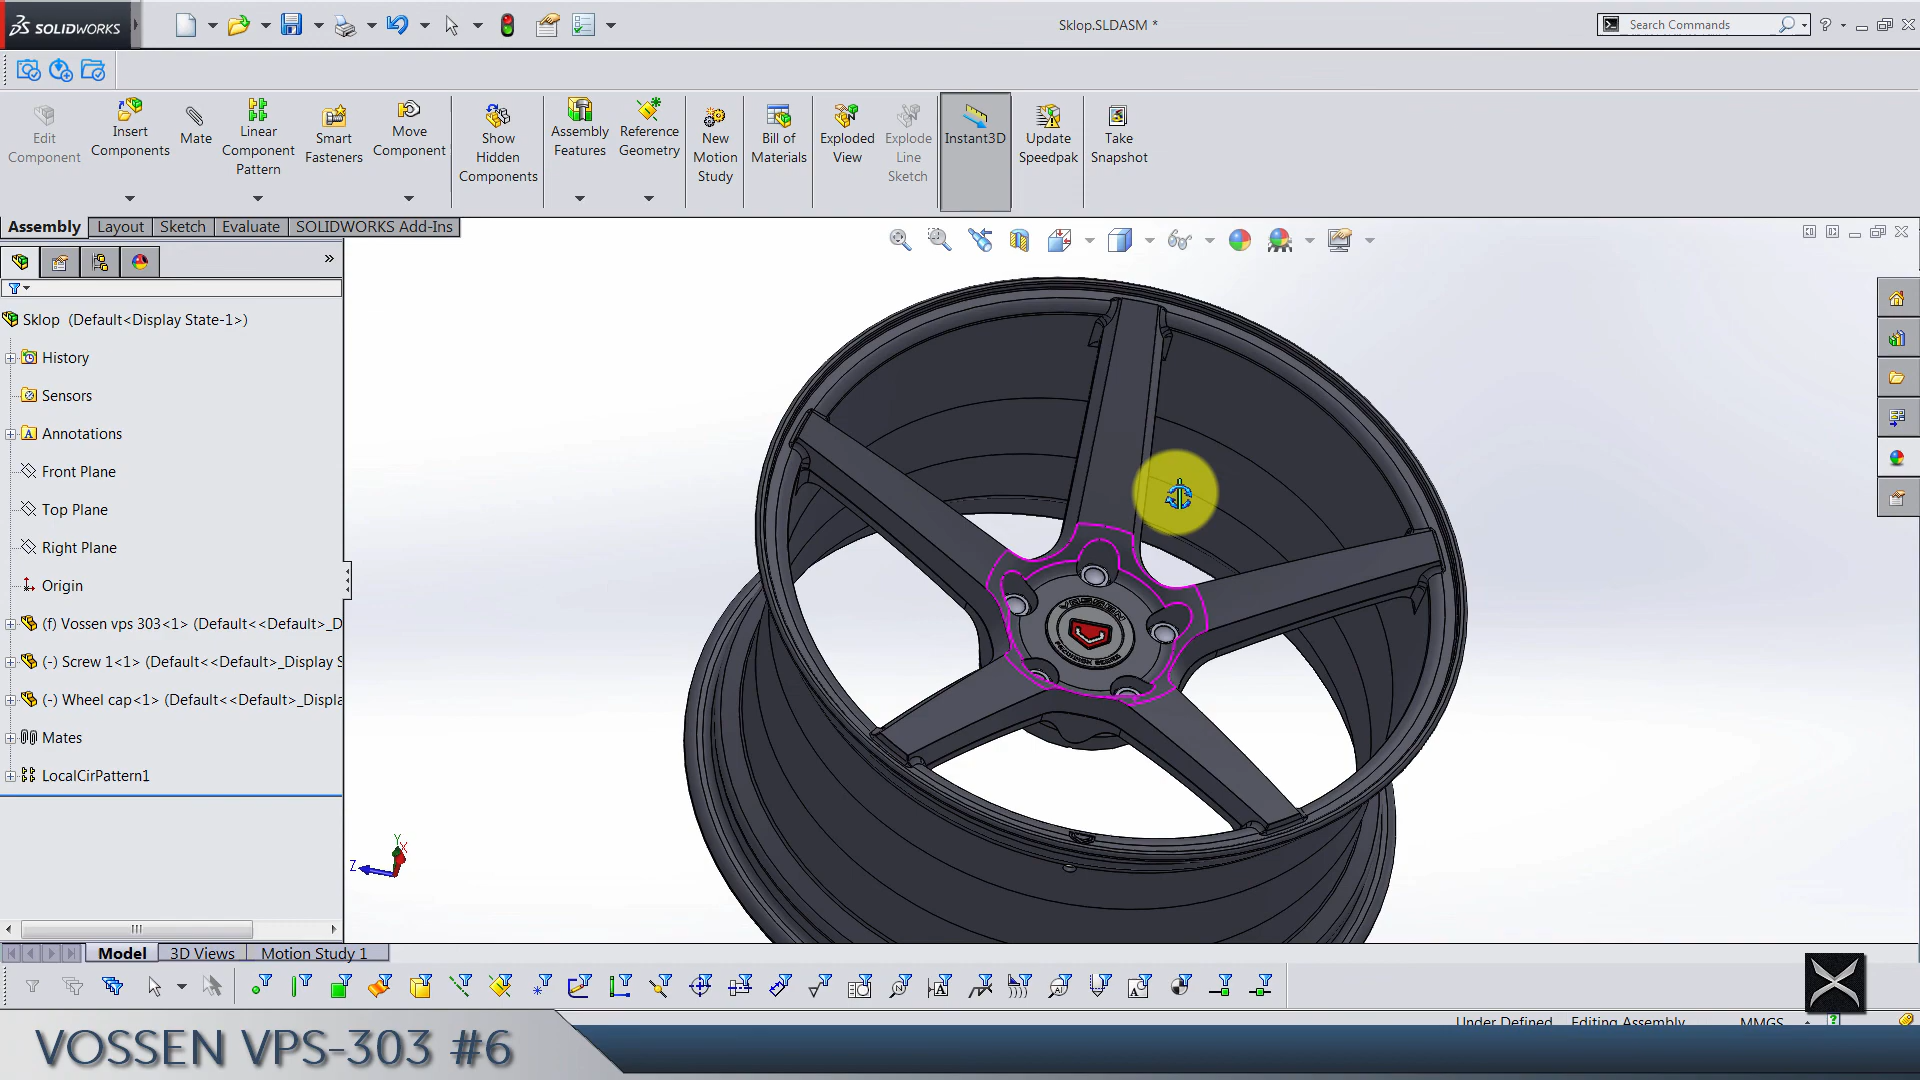 SOLIDWORKS
Sklop.SLDASM *
Search Commands
?
Edit
Component
Insert
Components
Mate
Linear
Component
Pattern
Smart
Fasteners
Move
Component
Show
Hidden
Components
Assembly
Features
Reference
Geometry
New
Motion
Study
Bill of
Materials
Exploded
View
Explode
Line
Sketch
Instant3D
Update
Speedpak
Take
Snapshot
Assembly
Layout
Sketch
Evaluate
SOLIDWORKS Add-Ins
»
Sklop (Default<Display State-1>)
History
Sensors
Annotations
Front Plane
Top Plane
Right Plane
Origin
(f) Vossen vps 303<1> (Default<<Default>_D
(-) Screw 1<1> (Default<<Default>_Display S
(-) Wheel cap<1> (Default<<Default>_Displa
Mates
LocalCirPattern1
Y
X
Z
VOSSEN
Model
3D Views
Motion Study 1
Under Defined
Editing Assembly
MMGS
VOSSEN VPS-303 #6